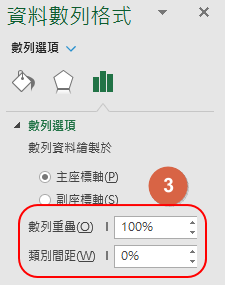 資料數列格式
數列選項
數列選項
數列資料繪製於
主座標軸(P)
3
副座標軸(S)
數列重疊(O) 100%
類別間距(W) 0%